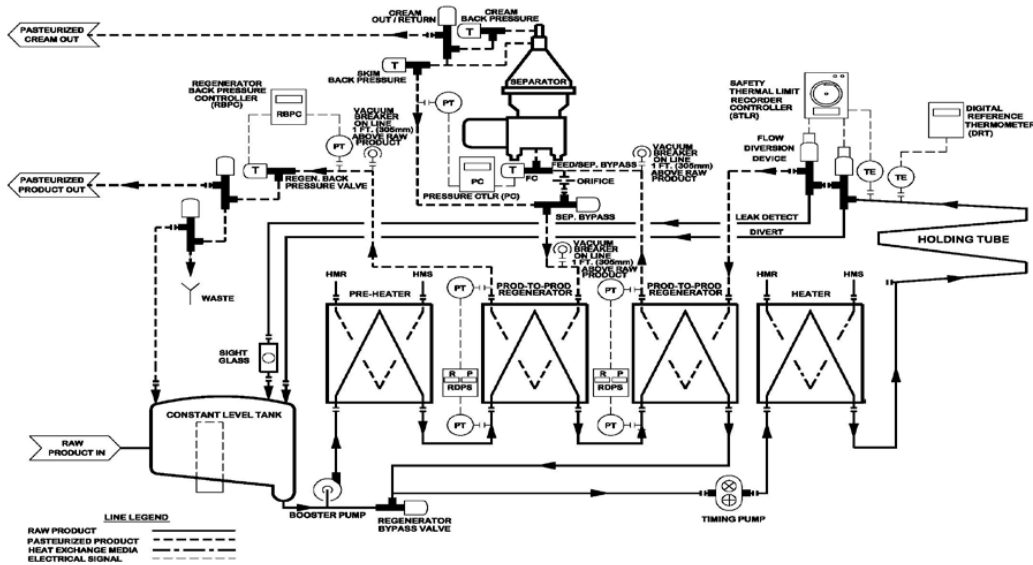 PASTEURIZED
CREAM OUT
CREAM
OUT / RETURN
CREAM
BACK PRESSURE
T
T
SKIM
BACK PRESSURE
SEPARATOR
REGENERATOR
BACK PRESSURE
CONTROLLER
(RBPC)
RBPC
VACUUM
BREAKER
ON LINE
1 FT. (305mm)
ABOVE RAW
PRODUCT
PT
PT
T
REGEN. BACK
PRESSURE VALVE
PASTEURIZED
PRODUCT OUT
WASTE
PC
PRESSURE CTLR (PC)
T
FC
FEED/SEP. BYPASS
ORIFICE
SEP. BYPASS
VACUUM
BREAKER
ON LINE
1 FT. (305mm)
ABOVE RAW
PRODUCT
VACUUM
BREAKER
ON LINE
1 FT. (305mm)
ABOVE RAW
PRODUCT
SAFETY
THERMAL LIMIT
RECORDER
CONTROLLER
(STLR)
FLOW
DIVERSION
DEVICE
DIGITAL
REFERENCE
THERMOMETER
(DRT)
TE
TE
LEAK DETECT
DIVERT
HOLDING TUBE
HMR
HMS
PRE-HEATER
PT
PROD-TO-PROD
REGENERATOR
PT
PROD-TO-PROD
REGENERATOR
HMR
HMS
HEATER
R P
RDPS
R P
RDPS
PT
PT
SIGHT
GLASS
CONSTANT LEVEL TANK
RAW
PRODUCT IN
BOOSTER PUMP
REGENERATOR
BYPASS VALVE
TIMING PUMP
LINE LEGEND
RAW PRODUCT
PASTEURIZED PRODUCT
HEAT EXCHANGE MEDIA
ELECTRICAL SIGNAL